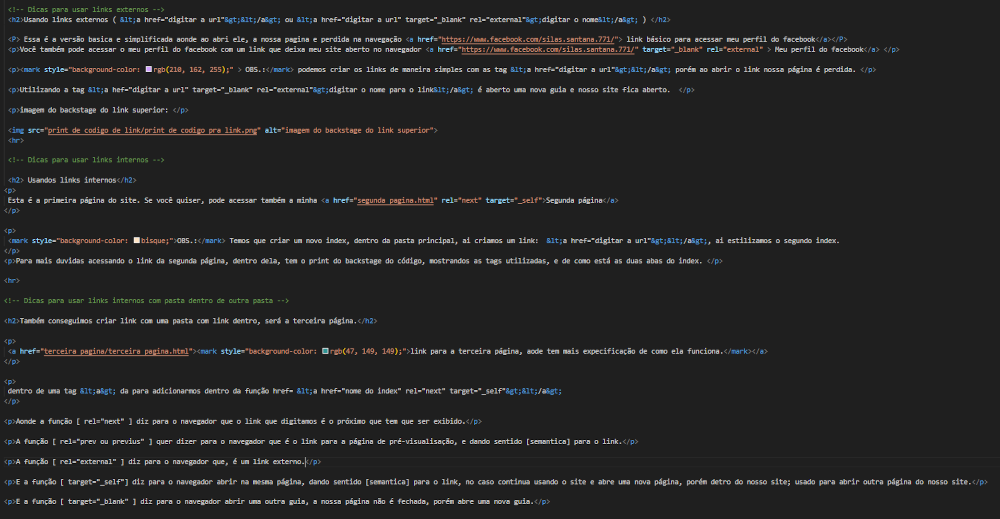 <!-- Dicas para usar links externos -->
<h2>Usando links externos ( &lt;a href="digitar a url"&gt;&lt;/a&gt; ou &lt;a href="digitar a url" target="_blank" rel="external"&gt;digitar o nome&lt;/a&gt; ) </h2>
<P> Essa é a versão basica e simplificada aonde ao abri ele, a nossa pagina e perdida na navegação <a href="https://www.facebook.com/silas.santana.771/"> link básico para acessar meu perfil do facebook</a></P>
<p>Você também pode acessar o meu perfil do facebook com um link que deixa meu site aberto no navegador <a href="https://www.facebook.com/silas.santana.771/" target="_blank" rel="external" > Meu perfil do facebook</a> </p>
<p><mark style="background-color: rgb(210, 162, 255);" > OBS.:</mark> podemos criar os links de maneira simples com as tag &lt;a href="digitar a url"&gt;&lt;/a&gt; porém ao abrir o link nossa página é perdida. </p>
<p>Utilizando a tag &lt;a hef="digitar a url" target="_blank" rel="external"&gt;digitar o nome para o link&lt;/a&gt; é aberto uma nova guia e nosso site fica aberto.  </p>
<p>imagem do backstage do link superior: </p>
<img src="print de codigo de link/print de codigo pra link.png" alt="imagem do backstage do link superior">
<hr>
<!-- Dicas para usar links internos -->
<h2> Usandos links internos</h2>
<p>
Esta é a primeira página do site. Se você quiser, pode acessar também a minha <a href="segunda pagina.html" rel="next" target="_self">Segunda página</a>
</p>
<p>
<mark style="background-color: bisque;">OBS.:</mark> Temos que criar um novo index, dentro da pasta principal, ai criamos um link:  &lt;a href="digitar a url"&gt;&lt;/a&gt;, ai estilizamos o segundo index.
</p>
<p>Para mais duvidas acessando o link da segunda página, dentro dela, tem o print do backstage do código, mostrandos as tags utilizadas, e de como está as duas abas do index. </p>
<hr>
<!-- Dicas para usar links internos com pasta dentro de outra pasta -->
<h2>Também conseguimos criar link com uma pasta com link dentro, será a terceira página.</h2>
<p>
<a href="terceira pagina/terceira pagina.html"><mark style="background-color: rgb(47, 149, 149);">link para a terceira página, aode tem mais expecificação de como ela funciona.</mark></a>
</p>
<p>
dentro de uma tag &lt;a&gt; da para adicionarmos dentro da função href= &lt;a href="nome do index" rel="next" target="_self"&gt;&lt;/a&gt;
</p>
<p>Aonde a função [ rel="next" ] diz para o navegador que o link que digitamos é o próximo que tem que ser exibido.</p>
<p>A função [ rel="prev ou previus" ] quer dizer para o navegador que é o link para a página de pré-visualisação, e dando sentido [semantica] para o link.</p>
<p>A função [ rel="external" ] diz para o navegador que, é um link externo.</p>
<p>E a função [ target="_self"] diz para o navegador abrir na mesma página, dando sentido [semantica] para o link, no caso continua usando o site e abre uma nova página, porém detro do nosso site; usado para abrir outra página do nosso site.</p>
<p>E a função [ target="_blank" ] diz para o navegador abrir uma outra guia, a nossa página não é fechada, porém abre uma nova guia.</p>